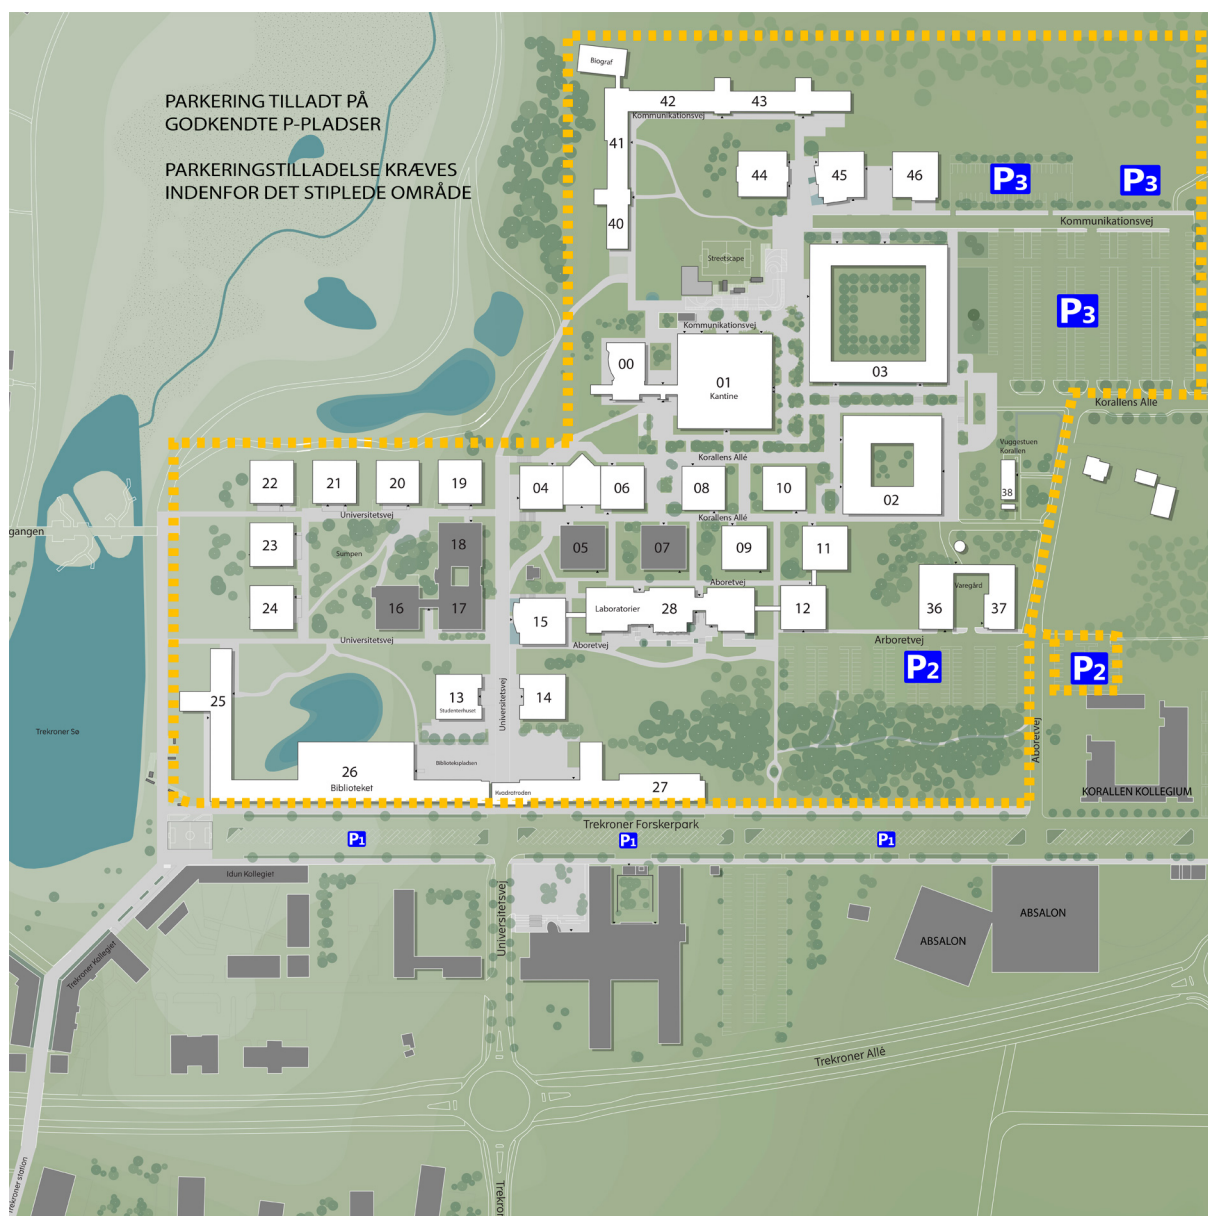 PARKERING TILLADT PÅ
GODKENDTE P-PLADSER
PARKERINGSTILLADELSE KRÆVES
INDENFOR DET STIPLEDE OMRÅDE
Biograf
42
43
Kommunikationsvej
41
44
45
46
P3
P3
40
Kommunikationsvej
Streetscape
P3
Kommunikationsvej
00
01
Kantine
03
Korallens Allé
Vuggestuen
Korallen
Korallens Allé
22
21
20
19
04
06
08
10
02
38
Universitetsvej
Korallens Allé
gangen
23
Sumpen
18
05
07
09
11
Aboretvej
Varegård
24
16
17
15
Laboratorier
28
12
36
37
Universitetsvej
Aboretvej
Arboretvej
P2
P2
25
13
Studenterhuset
14
Universitetsvej
Trekroner Sø
Aboretvej
26
Biblioteket
Bibliotekspladsen
Kvadratroden
27
KORALLEN KOLLEGIUM
Trekroner Forskerpark
P1
P1
P1
Idun Kollegiet
Universitetsvej
ABSALON
ABSALON
Trekroner Kollegiet
Trekroner Allé
Trekroner station
Trekroner